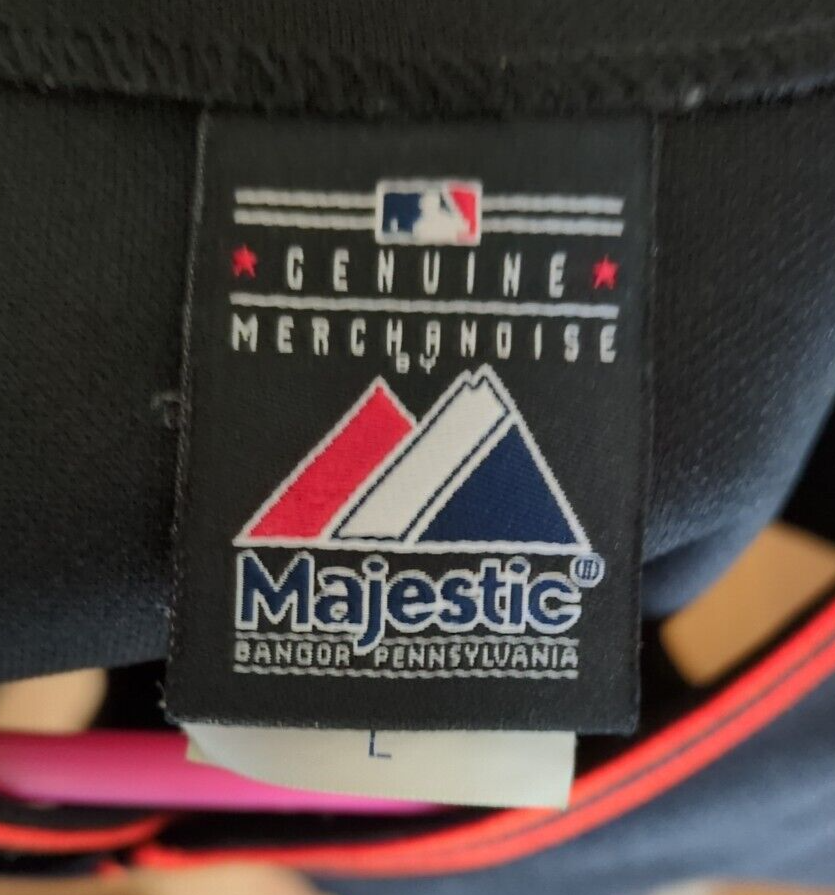 GENUINE
MERCHANDISE
BY
Majestic®
BANGOR PENNSYLVANIA
L